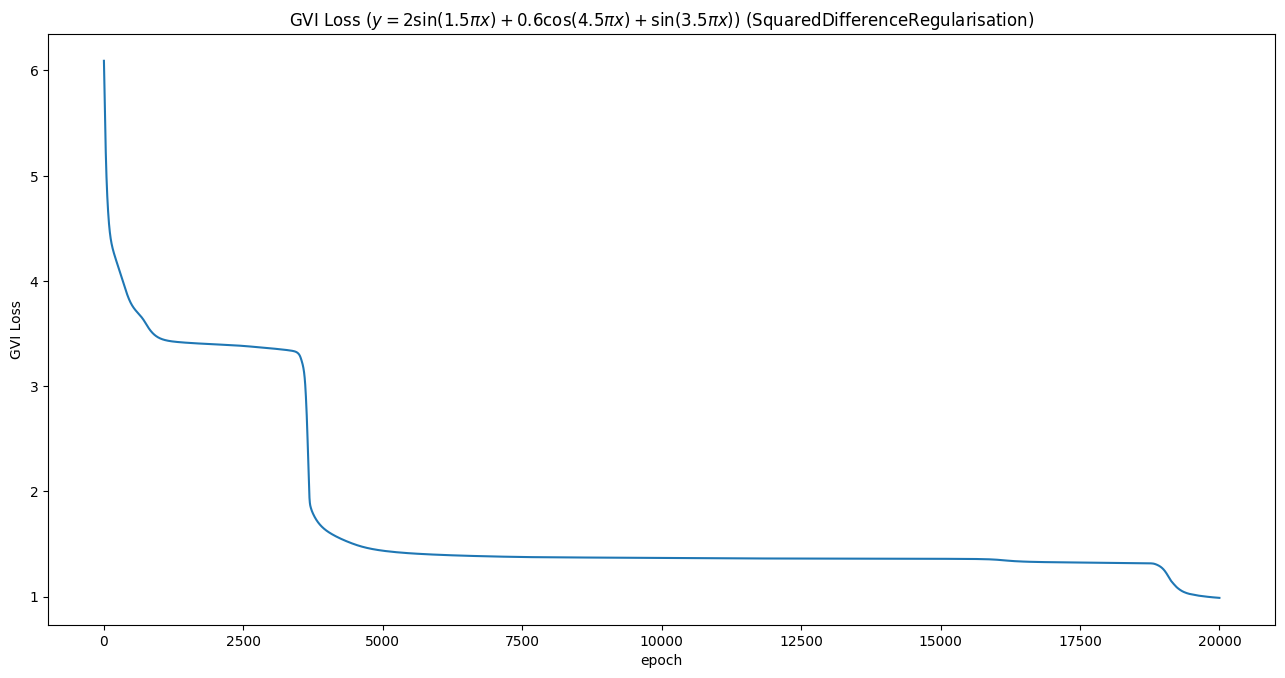 GVI Loss (y = 2sin(1.5πx) + 0.6cos(4.5πx) + sin(3.5πx)) (SquaredDifferenceRegularisation)
6
5
4
3
2
1
GVI Loss
0 2500 5000 7500 10000 12500 15000 17500 20000
epoch